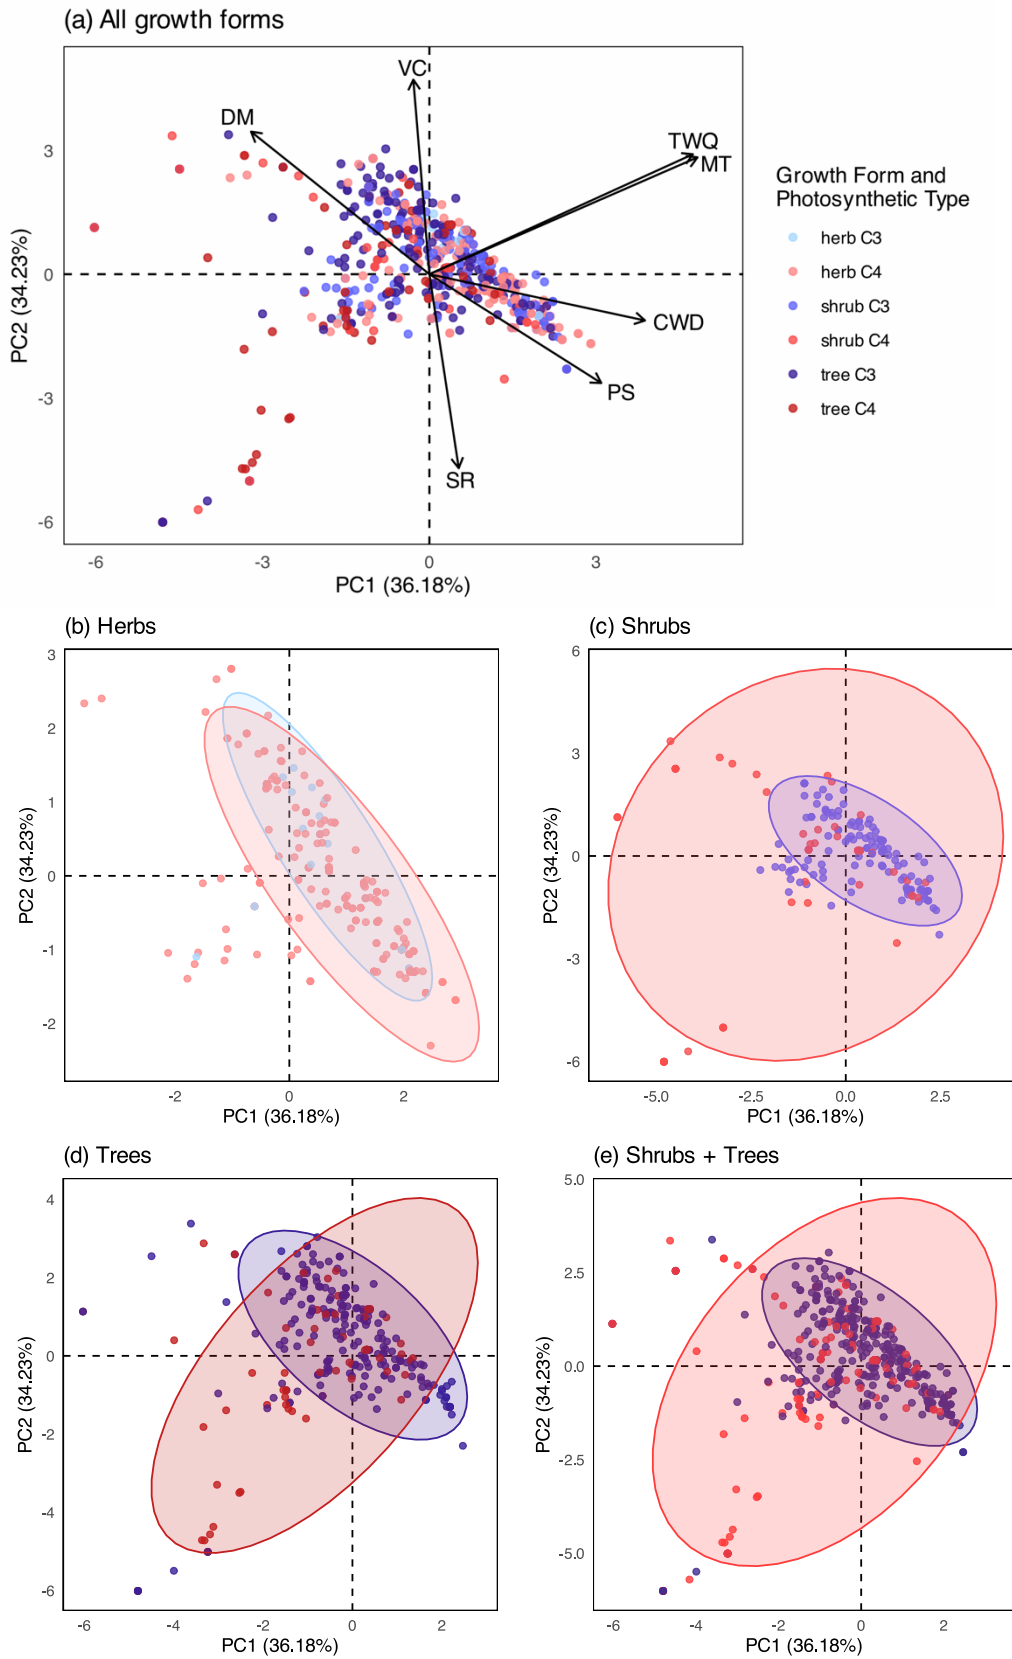 (a) All growth forms
VC
DM
TWQ
MT
CWD
PS
SR
3
0
-3
-6
PC2 (34.23%)
-6
-3
0
3
PC1 (36.18%)
Growth Form and
Photosynthetic Type
herb C3
herb C4
shrub C3
shrub C4
tree C3
tree C4
(b) Herbs
3
2
1
0
-1
-2
PC2 (34.23%)
-2
0
2
PC1 (36.18%)
(c) Shrubs
6
3
0
-3
-6
PC2 (34.23%)
-5.0
-2.5
0.0
2.5
PC1 (36.18%)
(d) Trees
4
2
0
-2
-4
-6
PC2 (34.23%)
-6
-4
-2
0
2
PC1 (36.18%)
(e) Shrubs + Trees
5.0
2.5
0.0
-2.5
-5.0
PC2 (34.23%)
-6
-4
-2
0
2
PC1 (36.18%)